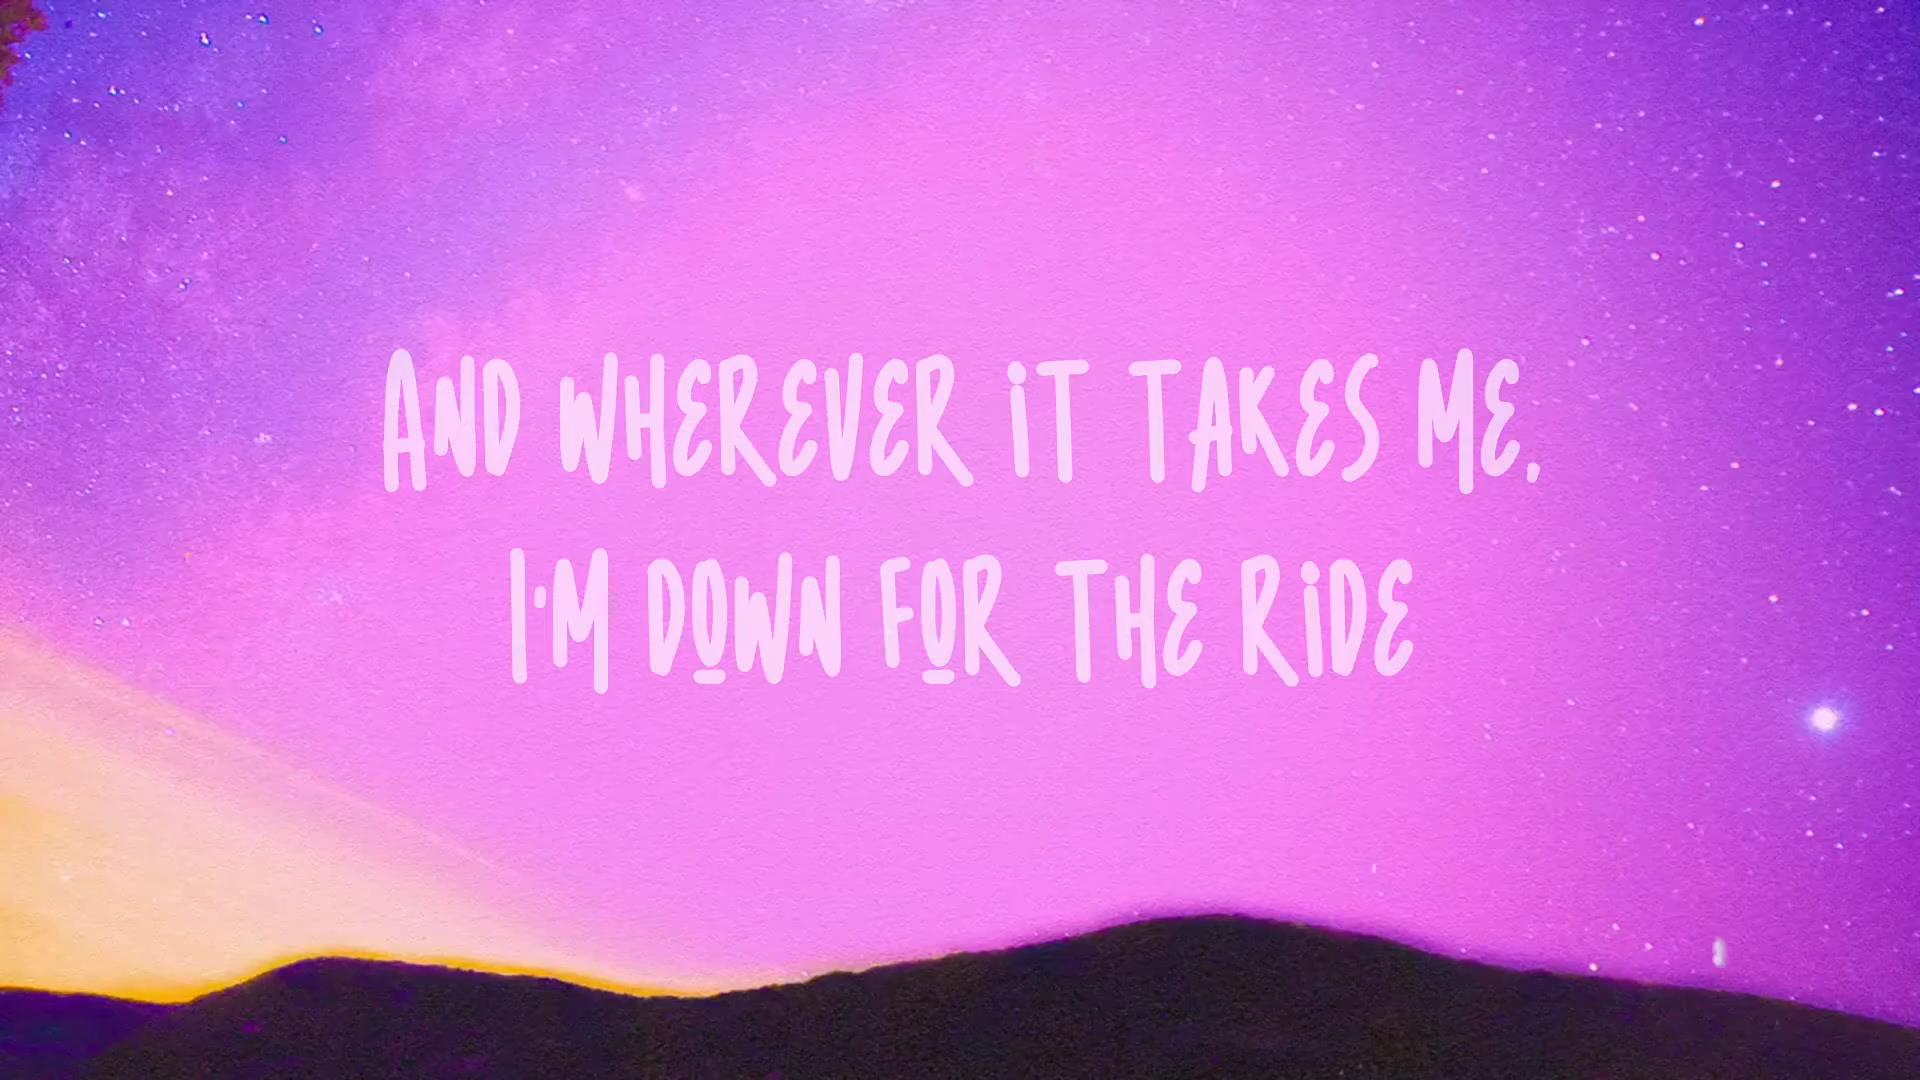 AND WHEREVER IT TAKES ME,
I'M DOWN FOR THE RIDE